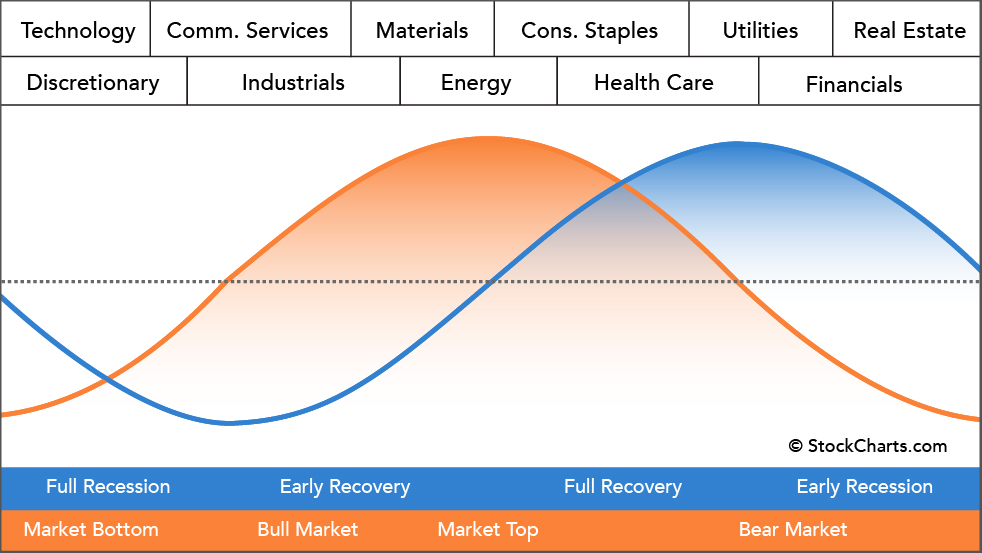 Technology Comm. Services Materials Cons. Staples Utilities Real Estate
Discretionary Industrials Energy Health Care Financials
© StockCharts.com
Full Recession Early Recovery Full Recovery Early Recession
Market Bottom Bull Market Market Top Bear Market